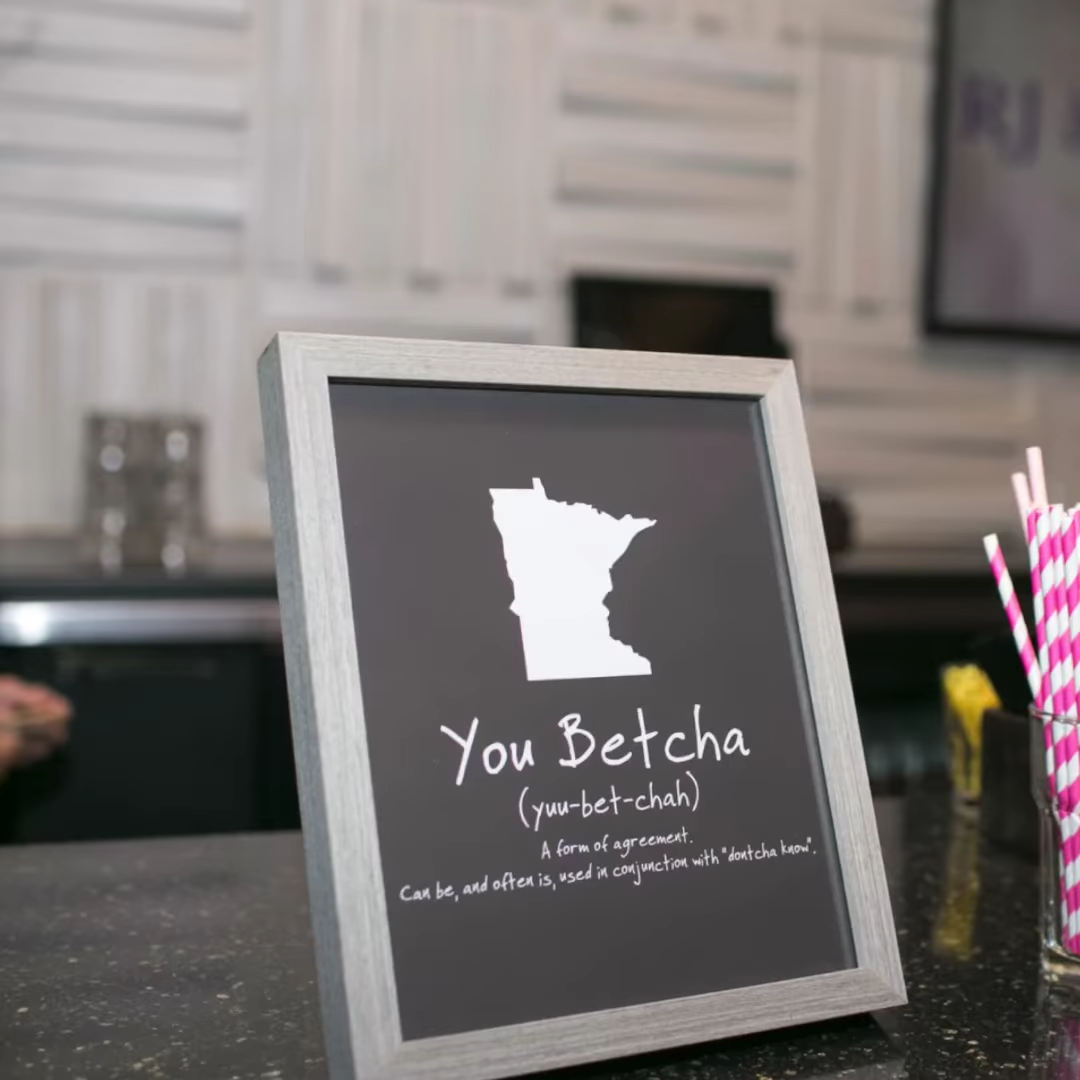 RJ
You Betcha
(yuu-bet-chah)
A form of agreement.
Can be, and often is, used in conjunction with "dontcha know".